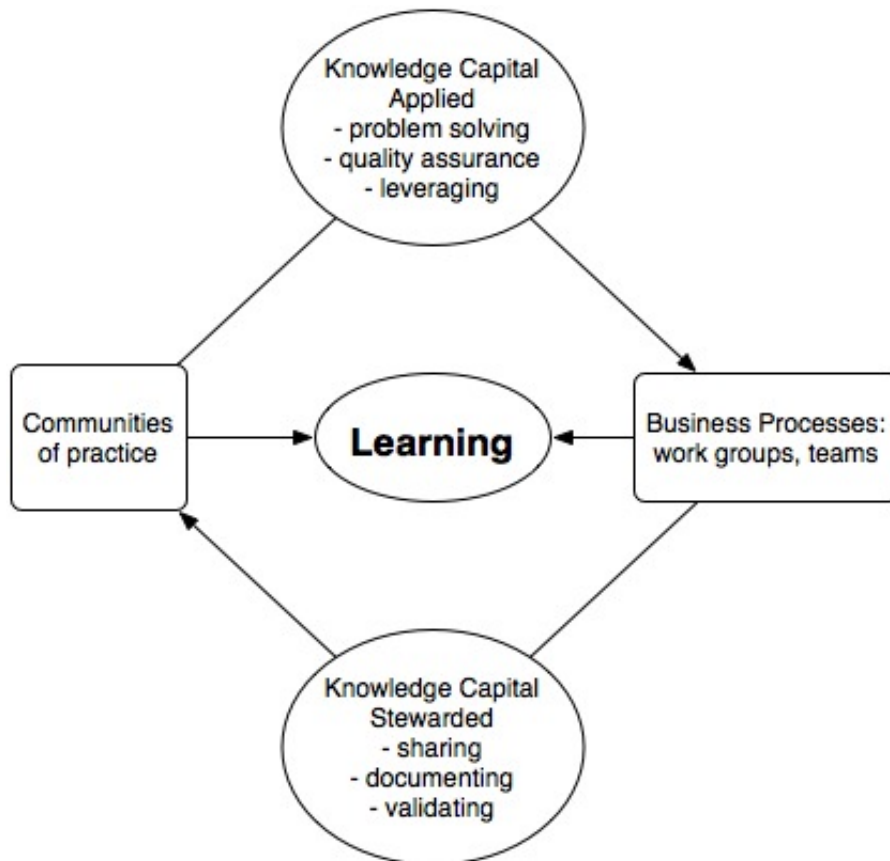 Knowledge Capital
Applied
- problem solving
- quality assurance
- leveraging
Communities
of practice
Learning
Business Processes:
work groups, teams
Knowledge Capital
Stewarded
- sharing
- documenting
- validating